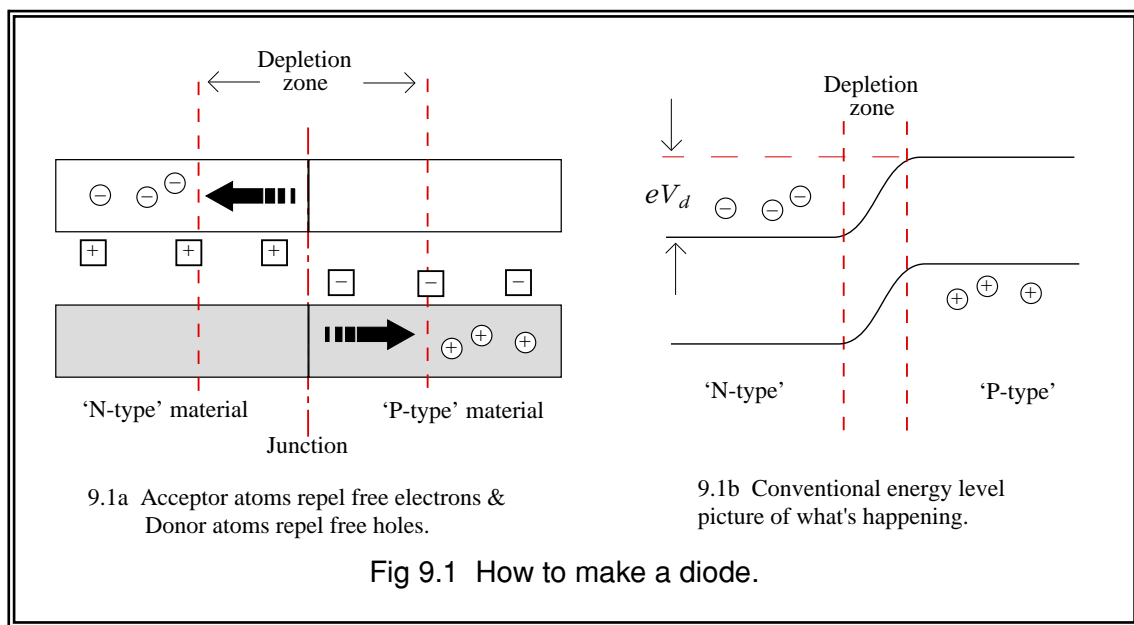 Depletion
zone
− − −
+ + +
− − −
+ + +
‘N-type’ material
‘P-type’ material
Junction
9.1a Acceptor atoms repel free electrons &
Donor atoms repel free holes.
Depletion
zone
eV_d
− − −
+ + +
‘N-type’
‘P-type’
9.1b Conventional energy level
picture of what's happening.
Fig 9.1 How to make a diode.